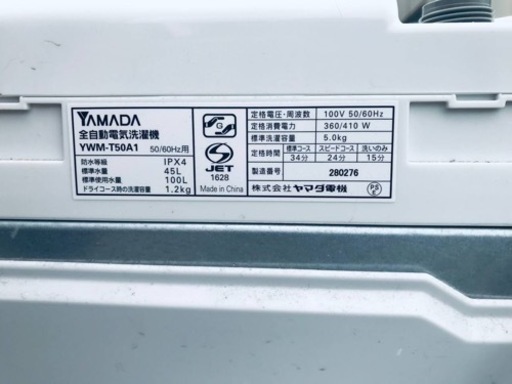 YAMADA
全自動電気洗濯機
YWM-T50A1 50/60Hz用
防水等級 IPX4
標準水量 45L
標準使用水量 100L
ドライコース時の洗濯容量 1.2kg
S
JET
1628
Made in China
定格電圧・周波数 100V 50/60Hz
定格消費電力 360/410 W
標準洗濯容量 5.0kg
定格時間 標準コース スピードコース 洗いのみ
34分 24分 15分
製造番号 280276
株式会社ヤマダ電機
PS
E